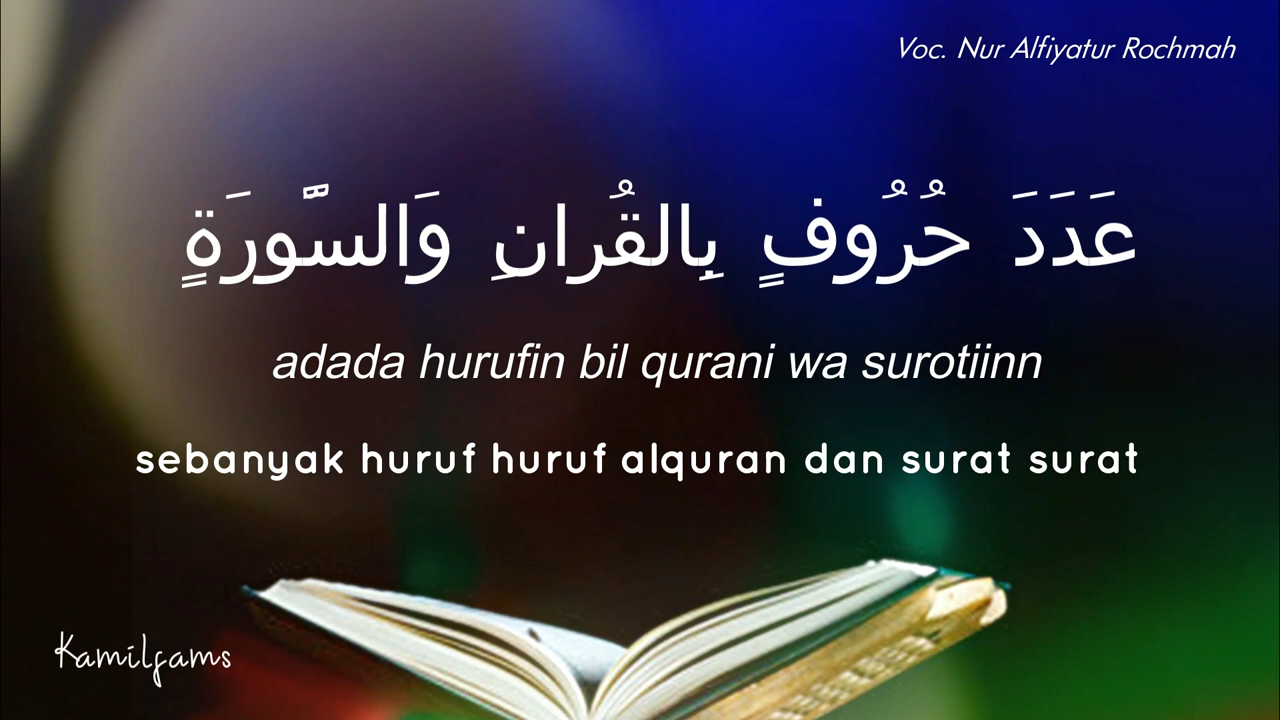 Voc. Nur Alfiyatur Rochmah
عَدَدَ حُرُوفٍ بِالقُرانِ وَالسُّورَةٍ
adada hurufin bil qurani wa surotiinn
sebanyak huruf huruf alquran dan surat surat
Kamilfams